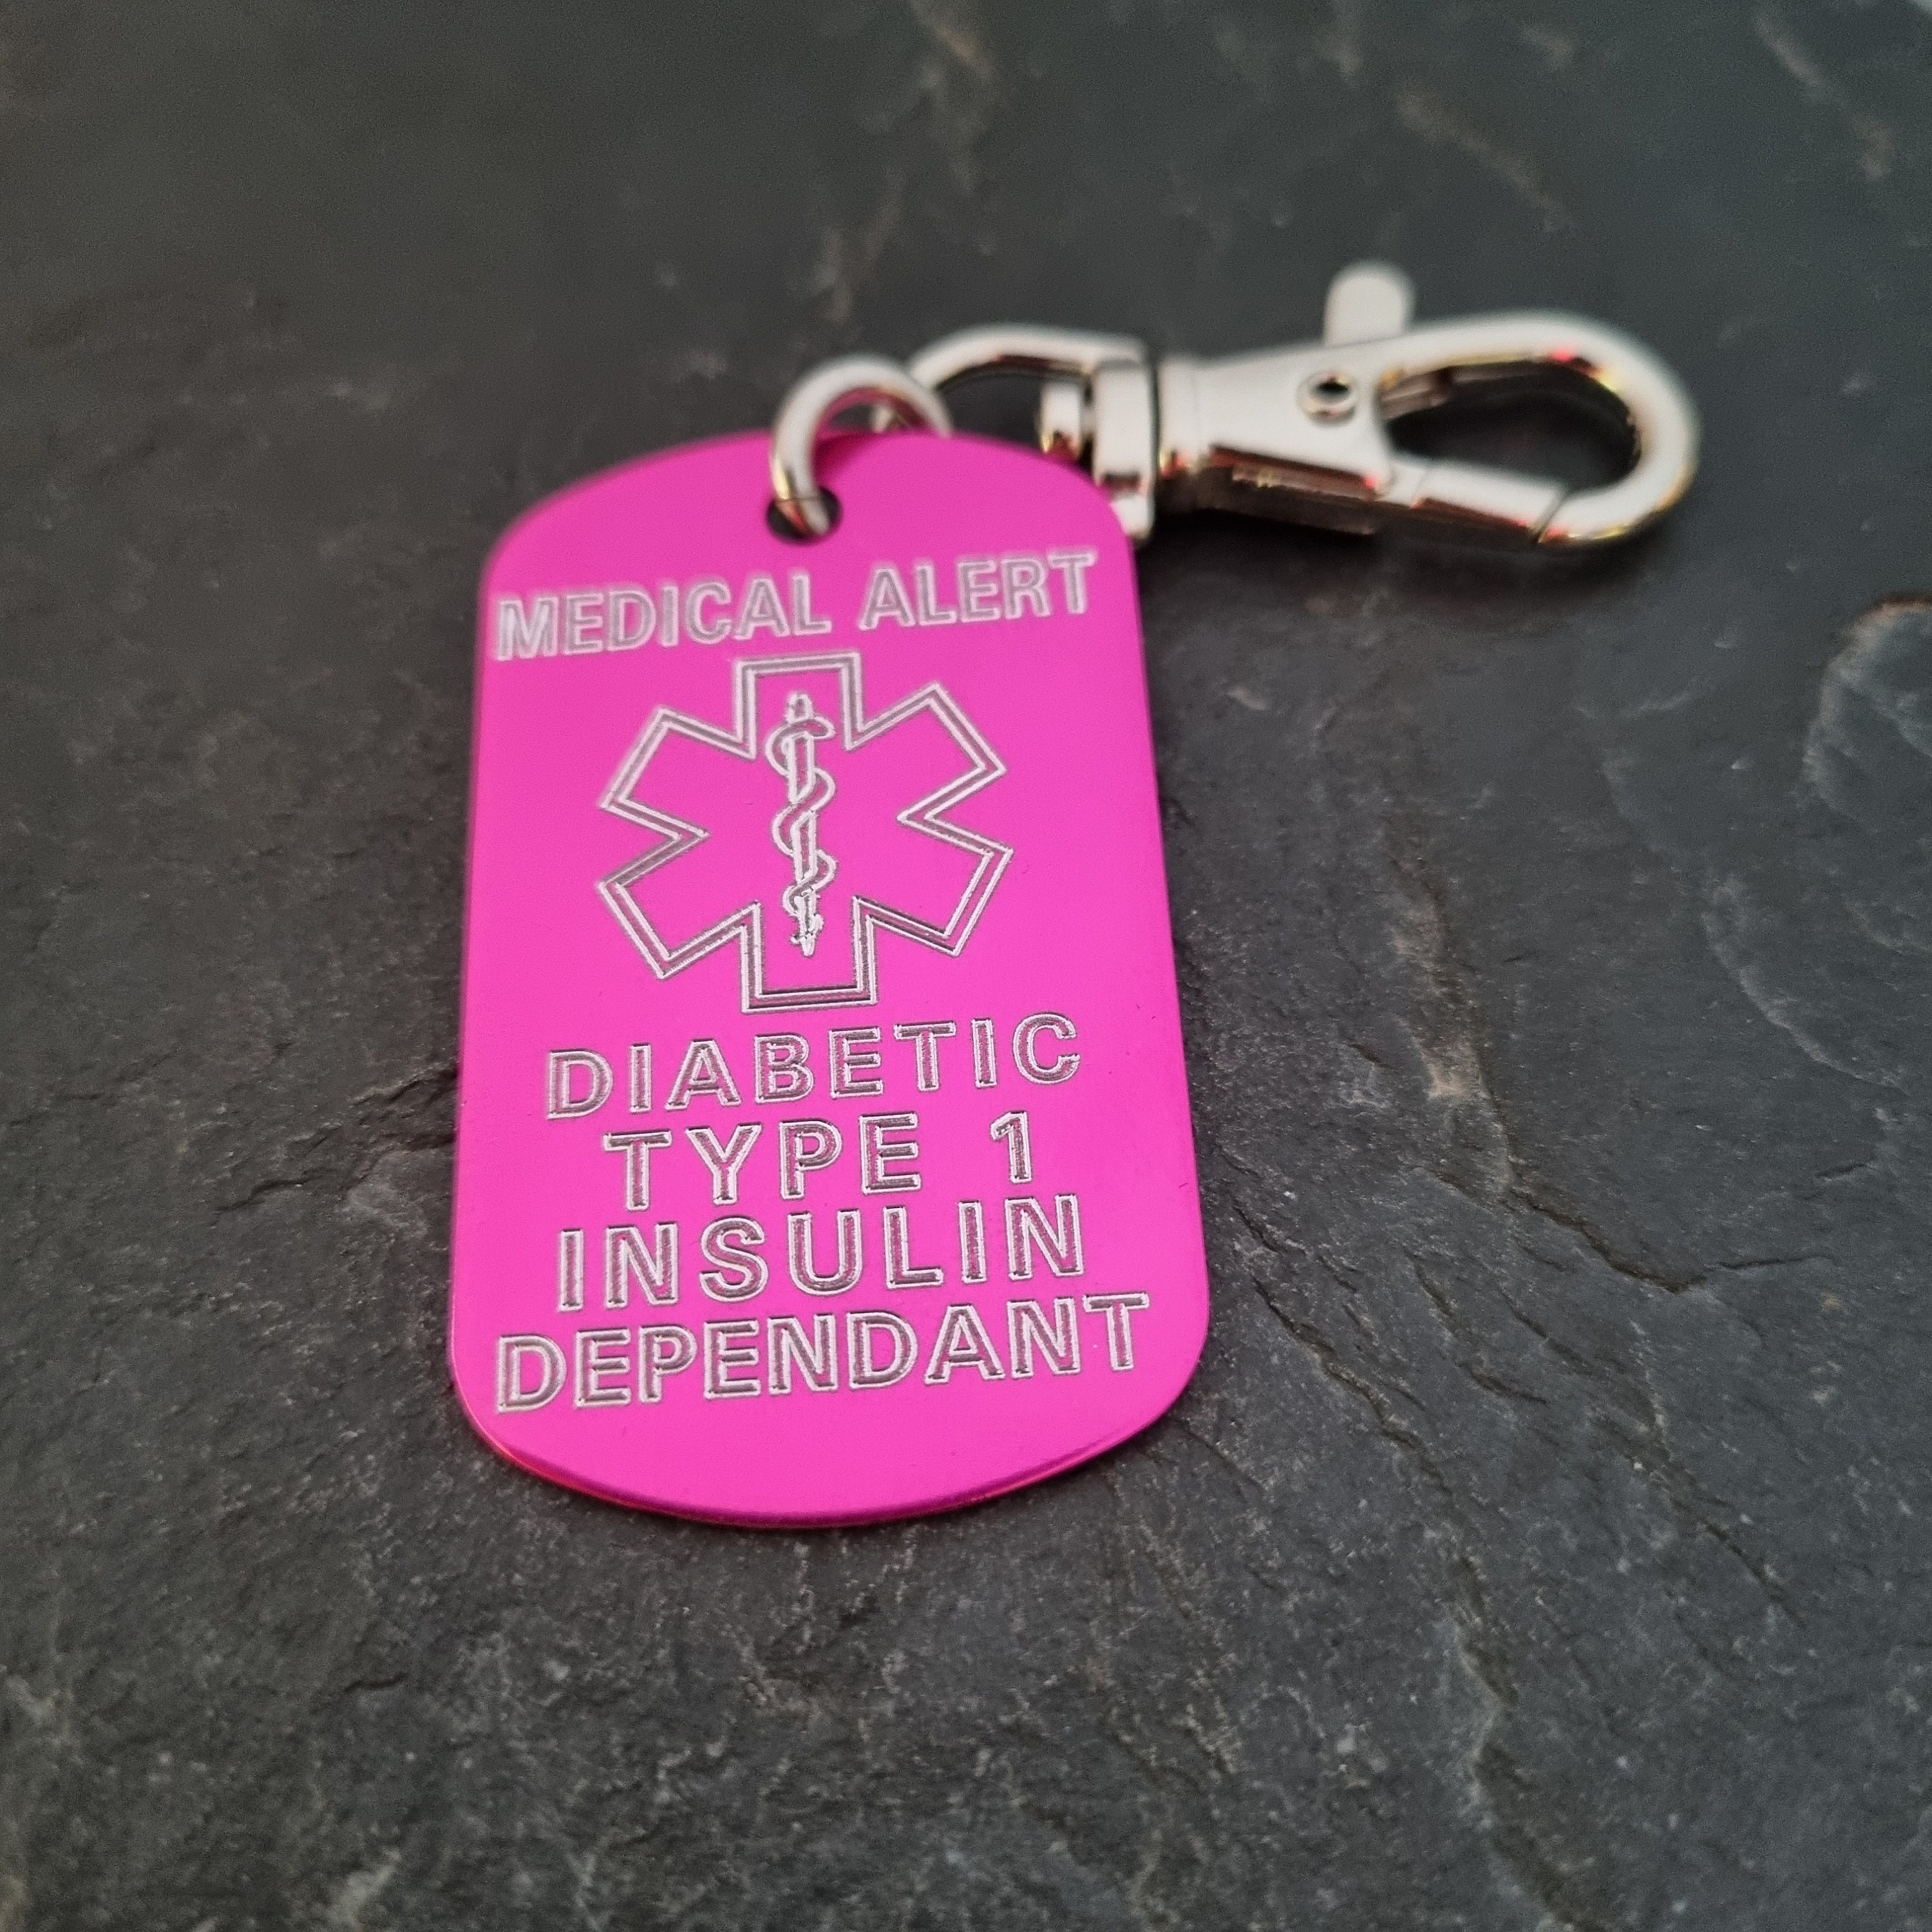 MEDICAL ALERT
DIABETIC
TYPE 1
INSULIN
DEPENDANT